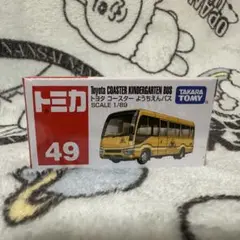 トミカ
49
Toyota COASTER KINDERGARTEN BUS
トヨタ コースター ようちえんバス
SCALE 1/89
TAKARA
TOMY